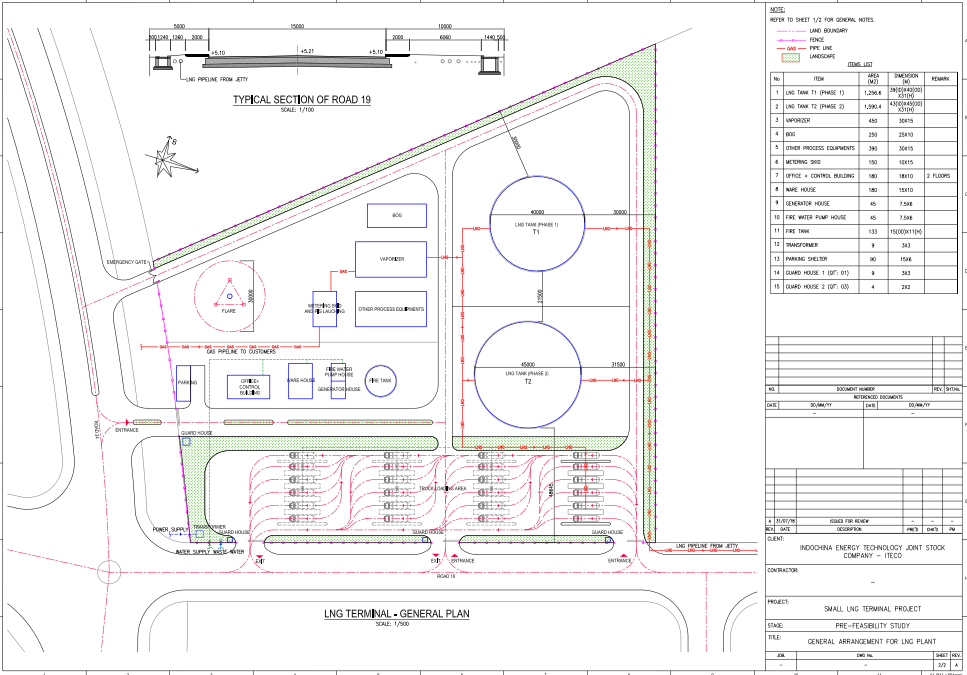 5000
15000
10000
500
1240
1260
2000
2000
6060
1440
500
+5.10
+5.21
+5.10
LNG PIPELINE FROM JETTY
TYPICAL SECTION OF ROAD 19
SCALE: 1/100
B
EMERGENCY GATE
FLARE
30000
BOG
VAPORIZER
OTHER PROCESS EQUIPMENTS
METERING SKID
AND PIG LAUCHING
GAS
GAS PIPELINE TO CUSTOMERS
PARKING
OFFICE+
CONTROL
BUILDING
WARE HOUSE
FIRE WATER
PUMP HOUSE
GENERATOR HOUSE
FIRE TANK
30000
40000
30000
LNG TANK (PHASE 1)
T1
21500
45000
31500
LNG TANK (PHASE 2)
T2
LNG
ENTRANCE
GUARD HOUSE
TRUCK LOADING AREA
POWER SUPPLY
TRANSFORMER
GUARD HOUSE
GUARD HOUSE
GUARD HOUSE
WATER SUPPLY WASTE WATER
EXIT
EXIT
ENTRANCE
ENTRANCE
LNG PIPELINE FROM JETTY
ROAD 19
LNG TERMINAL - GENERAL PLAN
SCALE: 1/500
NOTE:
REFER TO SHEET 1/2 FOR GENERAL NOTES.
LAND BOUNDARY
FENCE
GAS PIPE LINE
LANDSCAPE
ITEMS LIST
No ITEM AREA (M2) DIMENSION (M) REMARK
1 LNG TANK T1 (PHASE 1) 1,256.6 39(ID)X40(OD) X31(H)
2 LNG TANK T2 (PHASE 2) 1,590.4 43(ID)X45(OD) X31(H)
3 VAPORIZER 450 30X15
4 BOG 250 25X10
5 OTHER PROCESS EQUIPMENTS 390 30X15
6 METERING SKID 150 10X15
7 OFFICE + CONTROL BUILDING 180 18X10 2 FLOORS
8 WARE HOUSE 180 15X10
9 GENERATOR HOUSE 45 7.5X6
10 FIRE WATER PUMP HOUSE 45 7.5X6
11 FIRE TANK 133 15(OD)X11(H)
12 TRANSFORMER 9 3X3
13 PARKING SHELTER 90 15X6
14 GUARD HOUSE 1 (QT: 01) 9 3X3
15 GUARD HOUSE 2 (QT: 03) 4 2X2
NO. DOCUMENT NUMBER REV. SHT.No.
REFERENCED DOCUMENTS
DATE DD/MM/YY DATE DD/MM/YY
- -
A 31/07/18 ISSUED FOR REVIEW - - -
REV. DATE DESCRIPTION PRE'D CHK'D
CLIENT:
INDOCHINA ENERGY TECHNOLOGY JOINT STOCK
COMPANY - ITECO
CONTRACTOR:
-
PROJECT:
SMALL LNG TERMINAL PROJECT
STAGE: PRE-FEASIBILITY STUDY
TITLE: GENERAL ARRANGEMENT FOR LNG PLANT
JOB. DWG No. SHEET REV.
- - 2/2 A